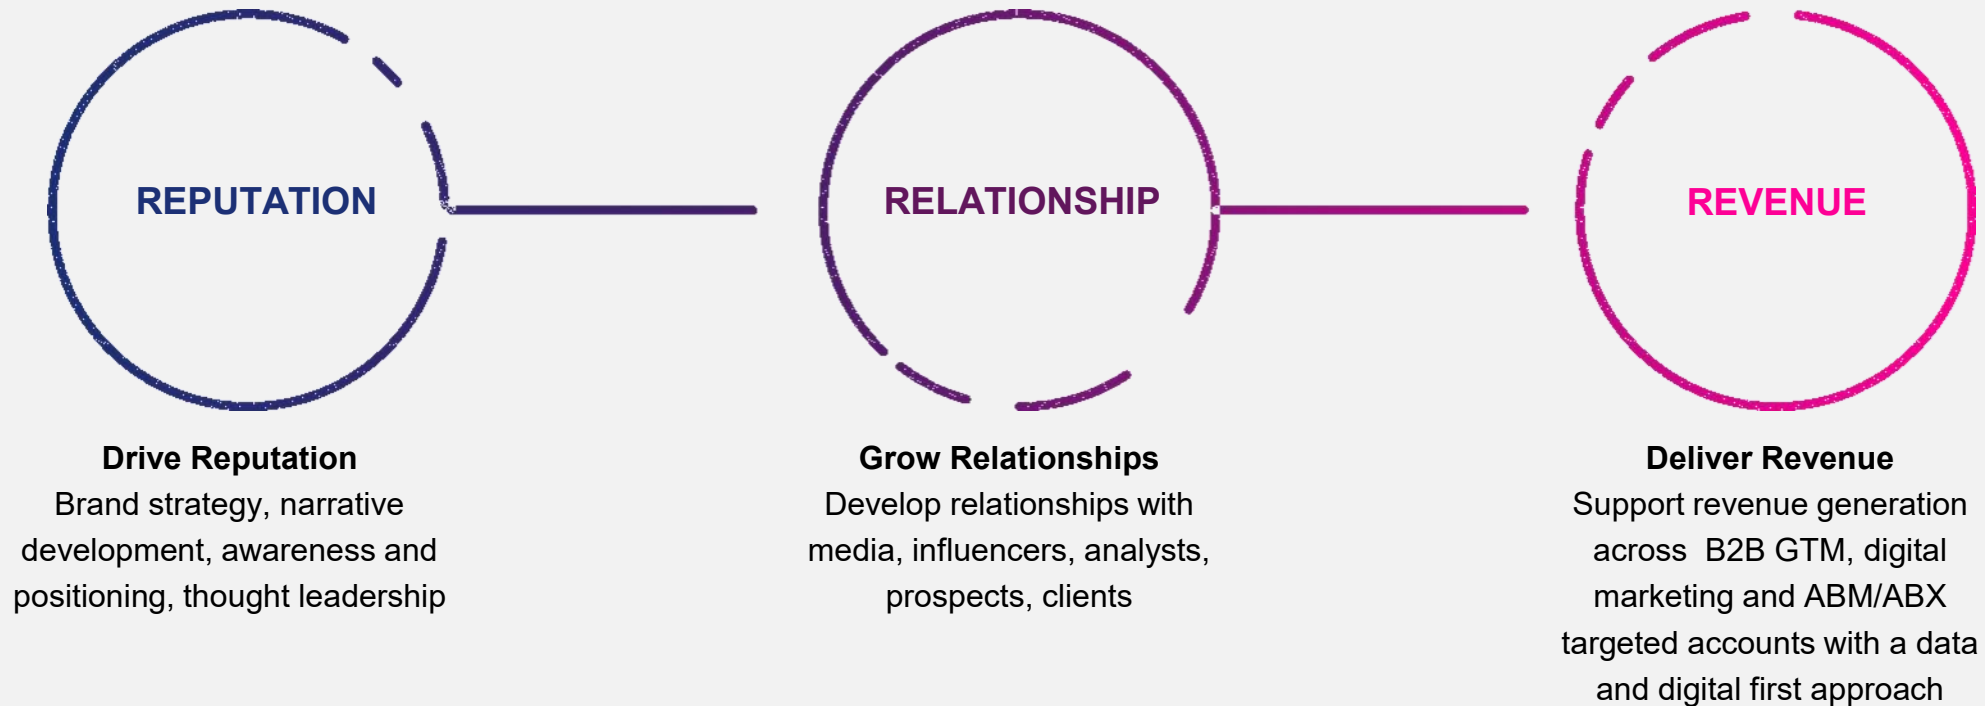 REPUTATION
RELATIONSHIP
REVENUE
Drive Reputation
Brand strategy, narrative
development, awareness and
positioning, thought leadership
Grow Relationships
Develop relationships with
media, influencers, analysts,
prospects, clients
Deliver Revenue
Support revenue generation
across  B2B GTM, digital
marketing and ABM/ABX
targeted accounts with a data
and digital first approach